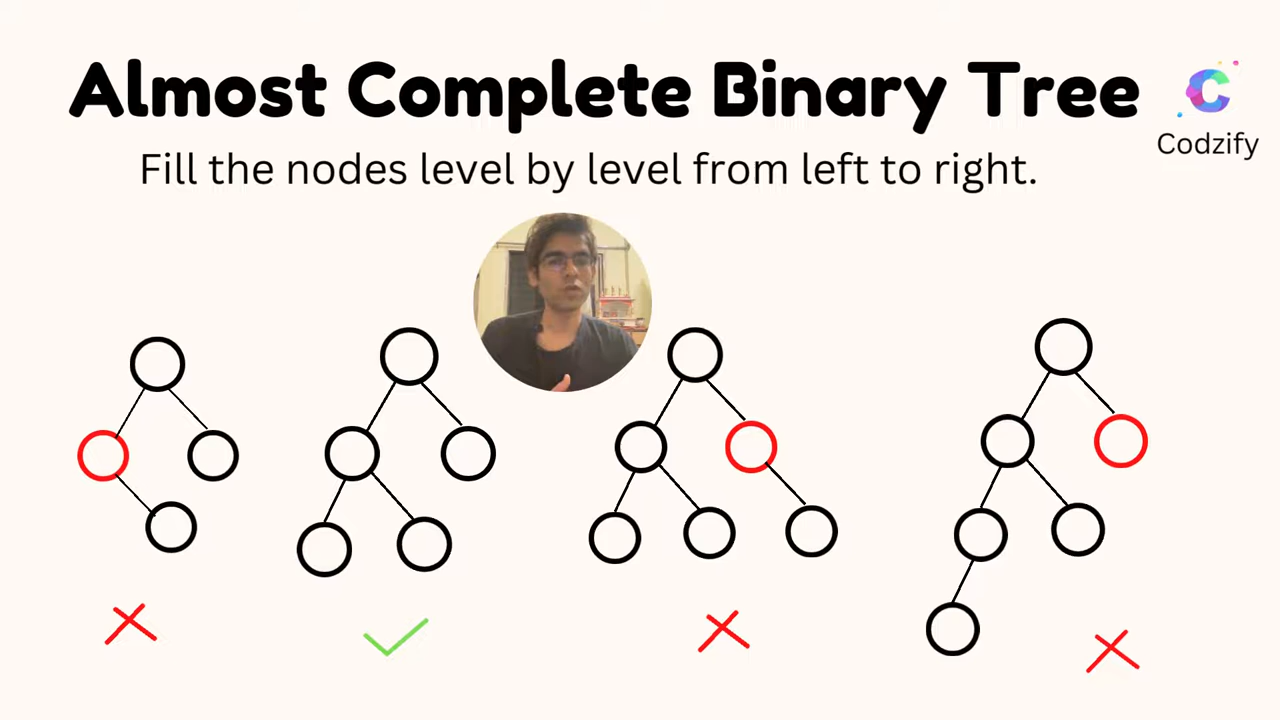 Almost Complete Binary Tree
Codzify
Fill the nodes level by level from left to right.